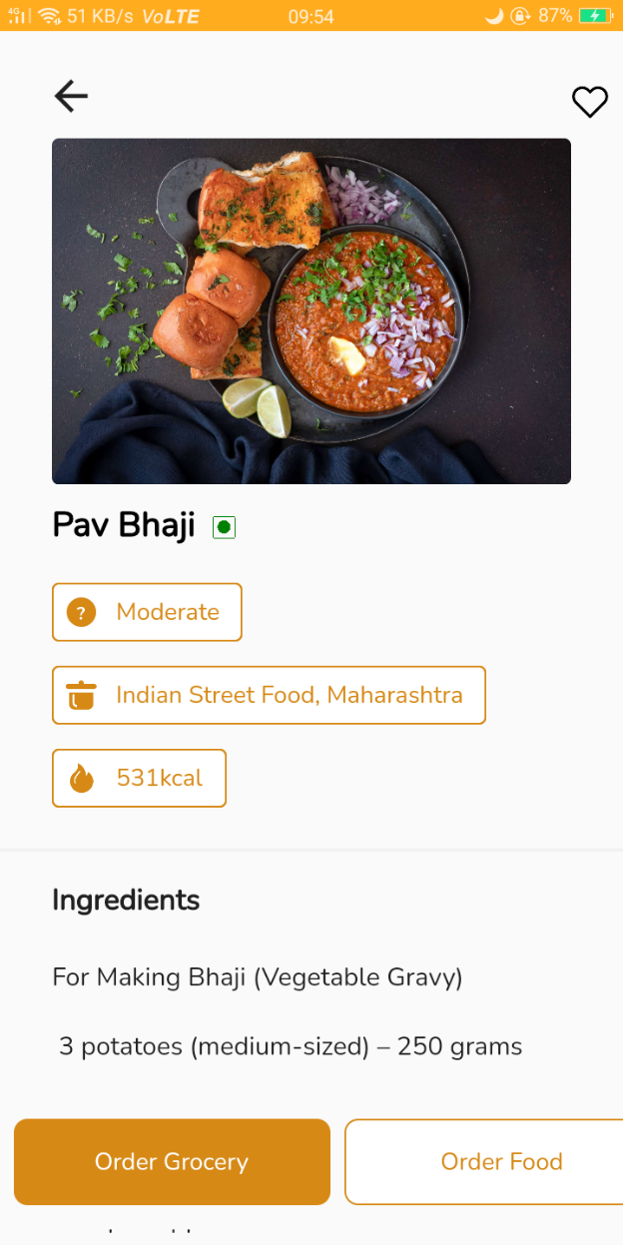 4G 51 KB/s VoLTE 09:54 87%
Pav Bhaji
? Moderate
Indian Street Food, Maharashtra
531kcal
Ingredients
For Making Bhaji (Vegetable Gravy)
3 potatoes (medium-sized) – 250 grams
Order Grocery Order Food